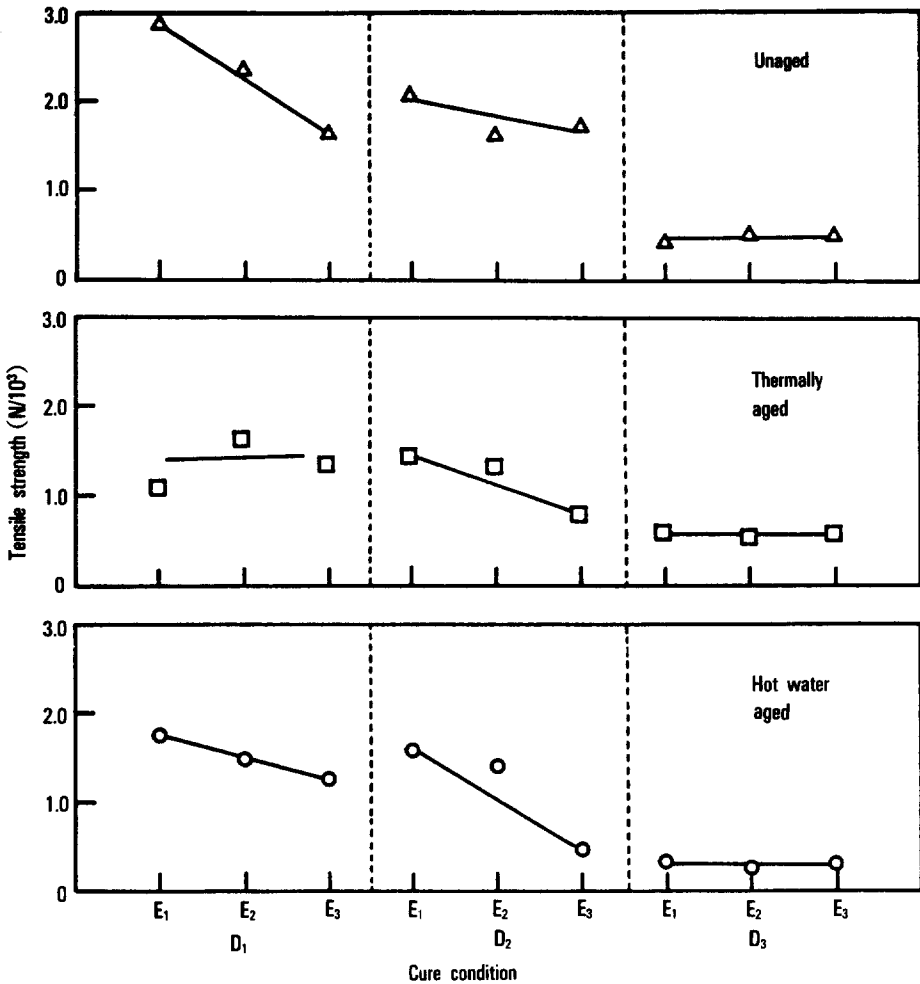 3.0
2.0
1.0
0
Unaged
3.0
2.0
1.0
0
Thermally
aged
Tensile strength (N/10³)
3.0
2.0
1.0
0
Hot water
aged
E₁ E₂ E₃ E₁ E₂ E₃ E₁ E₂ E₃
D₁ D₂ D₃
Cure condition